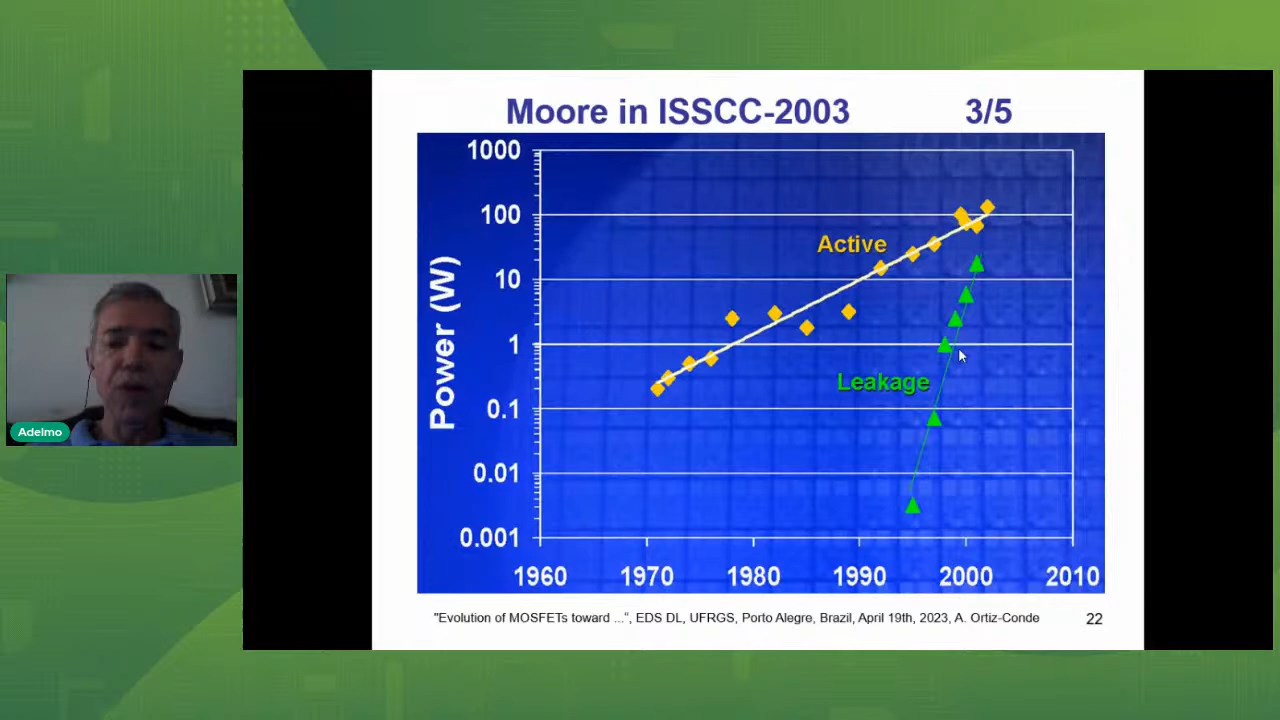 Moore in ISSCC-2003 3/5
Power (W)
1000
100
10
1
0.1
0.01
0.001
Active
Leakage
1960 1970 1980 1990 2000 2010
"Evolution of MOSFETs toward ...", EDS DL, UFRGS, Porto Alegre, Brazil, April 19th, 2023, A. Ortiz-Conde 22
Adelmo